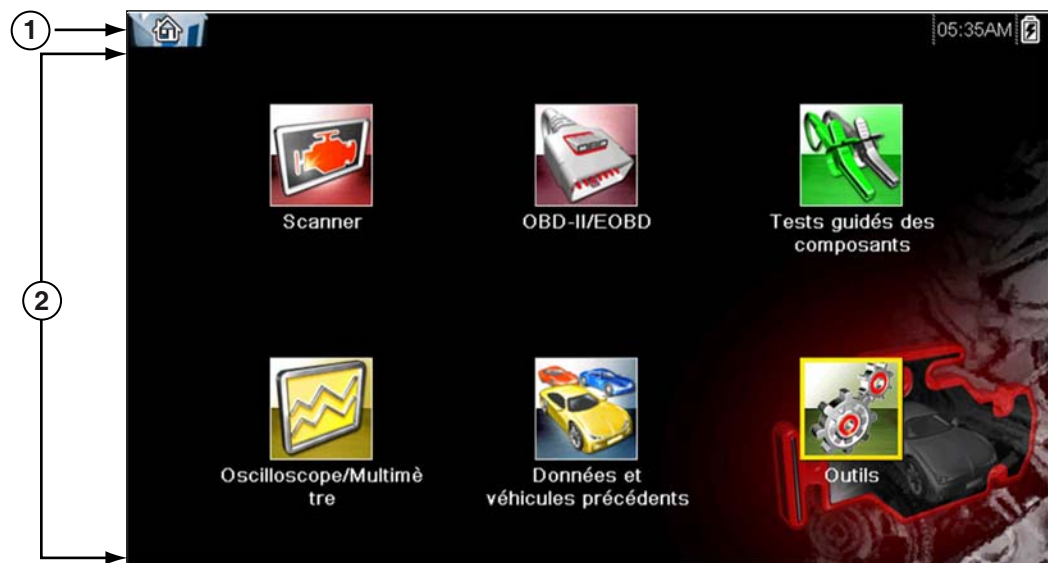 1
05:35AM
2
Scanner
OBD-II/EOBD
Tests guidés des
composants
Oscilloscope/Multimè
tre
Données et
véhicules précédents
Outils